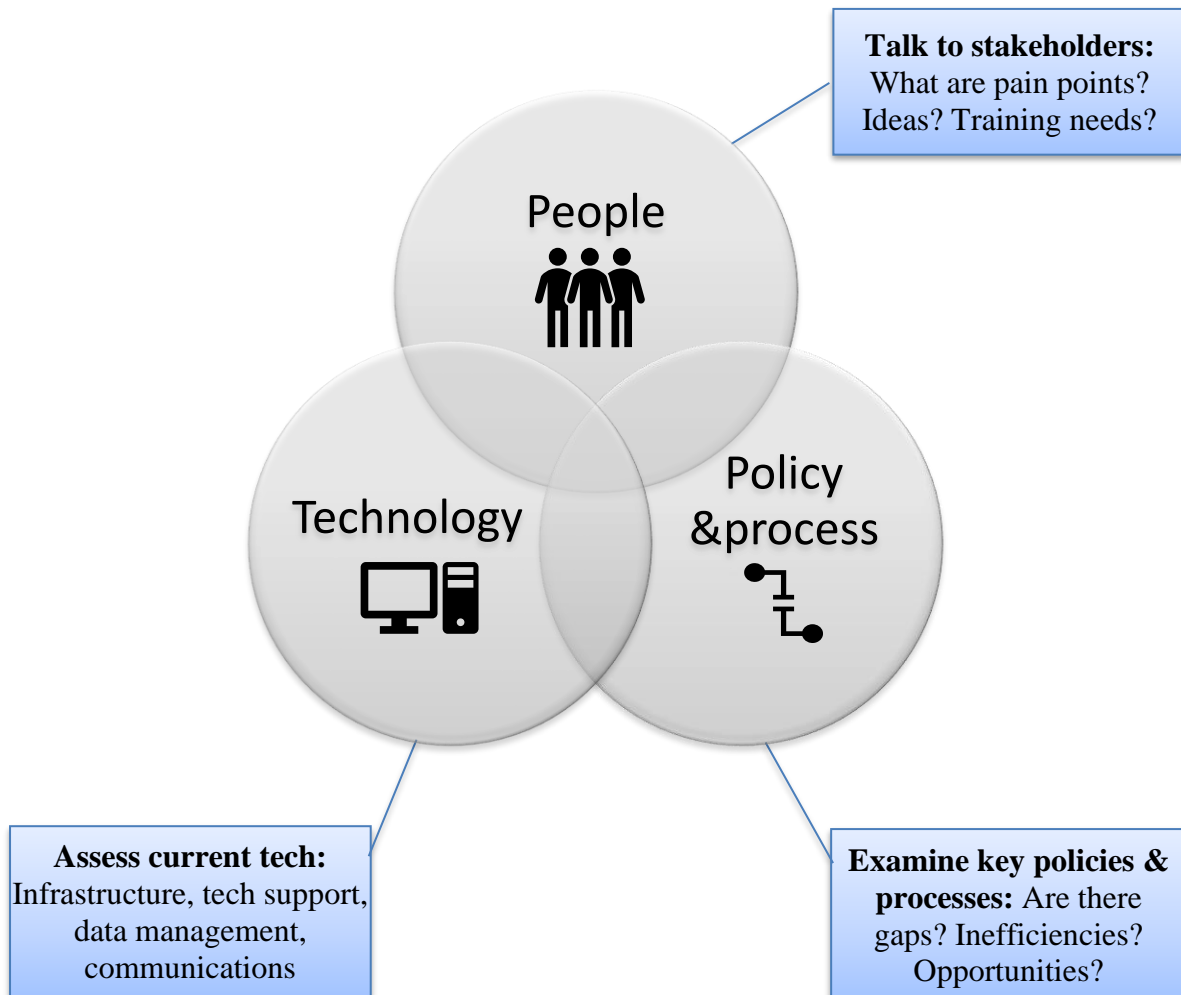 Talk to stakeholders:
What are pain points?
Ideas? Training needs?
People
Technology
Policy
&process
Assess current tech:
Infrastructure, tech support,
data management,
communications
Examine key policies &
processes: Are there
gaps? Inefficiencies?
Opportunities?